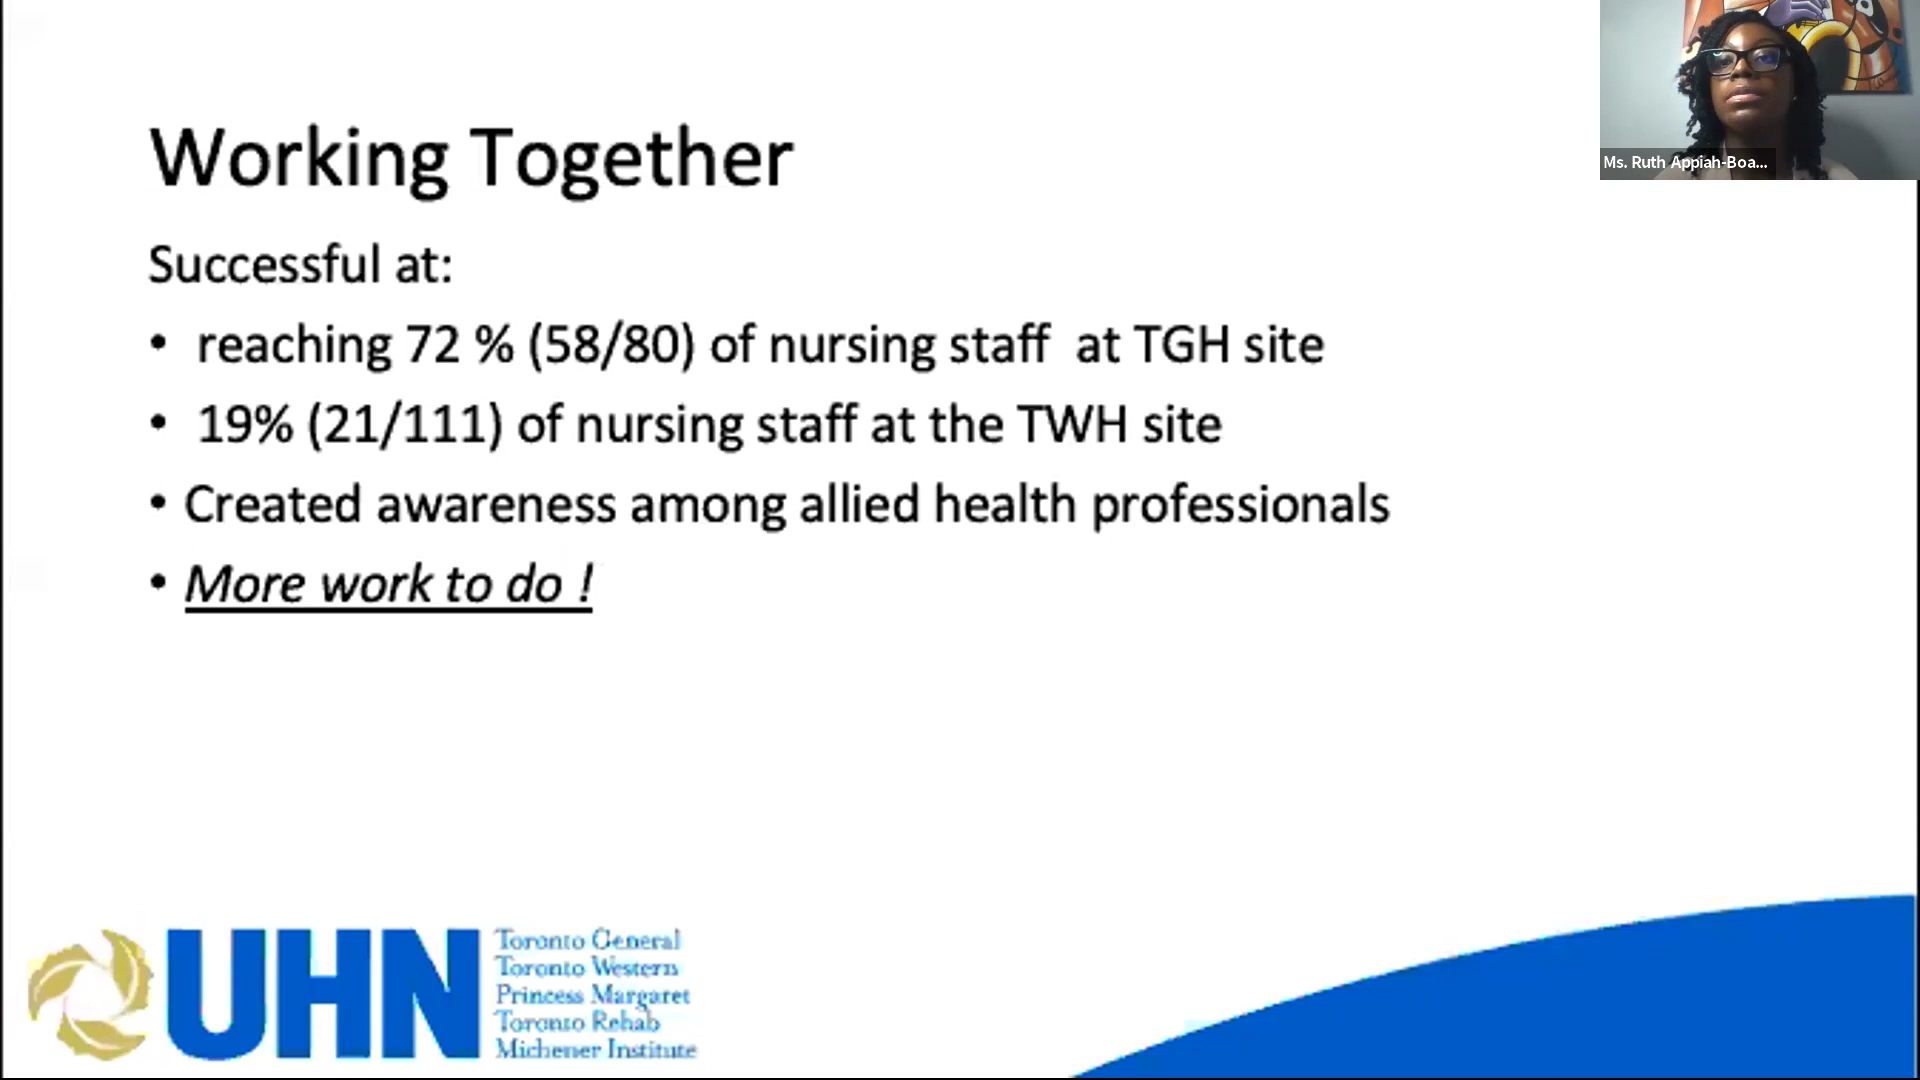 Working Together
Successful at:
• reaching 72 % (58/80) of nursing staff at TGH site
• 19% (21/111) of nursing staff at the TWH site
• Created awareness among allied health professionals
• More work to do !
Ms. Ruth Appiah-Boa...
UHN
Toronto General
Toronto Western
Princess Margaret
Toronto Rehab
Michener Institute